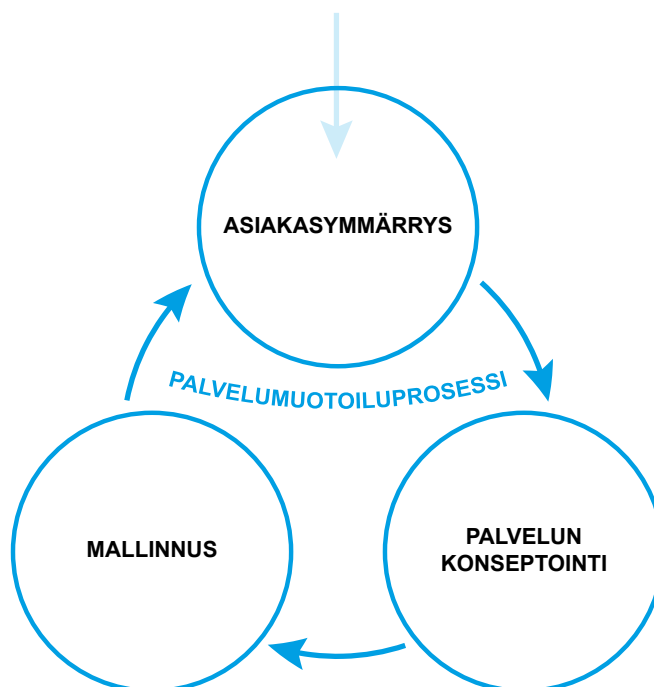 ASIAKASYMMÄRRYS
PALVELUMUOTOILUPROSESSI
MALLINNUS
PALVELUN
KONSEPTOINTI